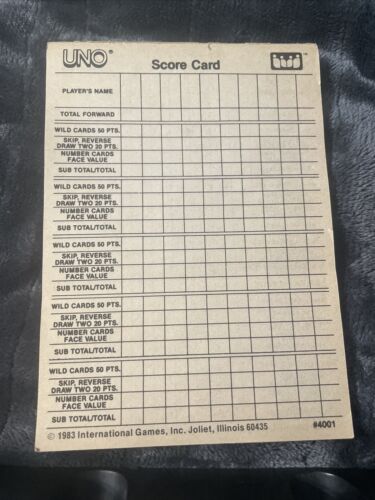 UNO®
Score Card
™
PLAYER'S NAME
TOTAL FORWARD
WILD CARDS 50 PTS.
SKIP, REVERSE
DRAW TWO 20 PTS.
NUMBER CARDS
FACE VALUE
SUB TOTAL/TOTAL
WILD CARDS 50 PTS.
SKIP, REVERSE
DRAW TWO 20 PTS.
NUMBER CARDS
FACE VALUE
SUB TOTAL/TOTAL
WILD CARDS 50 PTS.
SKIP, REVERSE
DRAW TWO 20 PTS.
NUMBER CARDS
FACE VALUE
SUB TOTAL/TOTAL
WILD CARDS 50 PTS.
SKIP, REVERSE
DRAW TWO 20 PTS.
NUMBER CARDS
FACE VALUE
SUB TOTAL/TOTAL
WILD CARDS 50 PTS.
SKIP, REVERSE
DRAW TWO 20 PTS.
NUMBER CARDS
FACE VALUE
SUB TOTAL/TOTAL
© 1983 International Games, Inc. Joliet, Illinois 60435
#4001